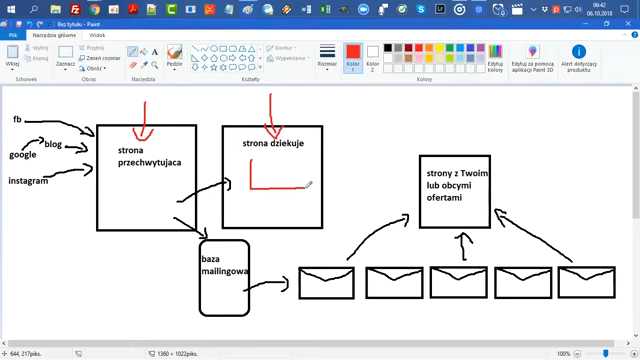 Bez tytułu - Paint
06:42
06.10.2018
Plik
Narzędzia główne
Widok
Wklej
Wytnij
Kopiuj
Schowek
Zaznacz
Przytnij
Zmień rozmiar
Obróć
Obraz
Narzędzia
Pędzle
Kontur
Wypełnienie
Kształty
Rozmiar
Kolor
1
Kolor
2
Kolory
Edytuj
kolory
Edytuj za pomocą
aplikacji Paint 3D
Alert dotyczący
produktu
fb
google
blog
instagram
strona
przechwytująca
strona dziekuje
baza
mailingowa
strony z Twoim
lub obcymi
ofertami
644, 217piks.
1360 × 1022piks.
100%